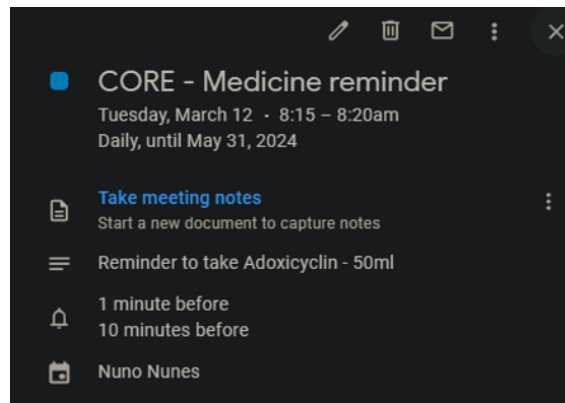 CORE - Medicine reminder
Tuesday, March 12 · 8:15 – 8:20am
Daily, until May 31, 2024
Take meeting notes
Start a new document to capture notes
Reminder to take Adoxicyclin - 50ml
1 minute before
10 minutes before
Nuno Nunes